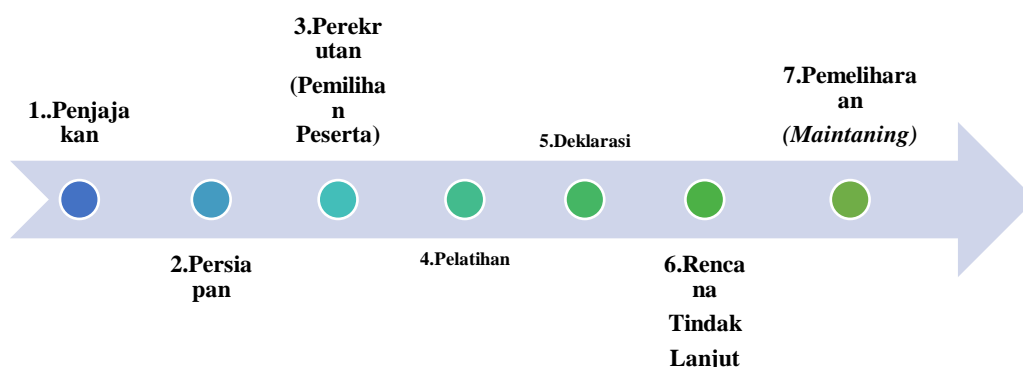 1..Penjaja
kan
2.Persia
pan
3.Perekr
utan
(Pemiliha
n
Peserta)
4.Pelatihan
5.Deklarasi
6.Renca
na
Tindak
Lanjut
7.Pemelihara
an
(Maintaning)